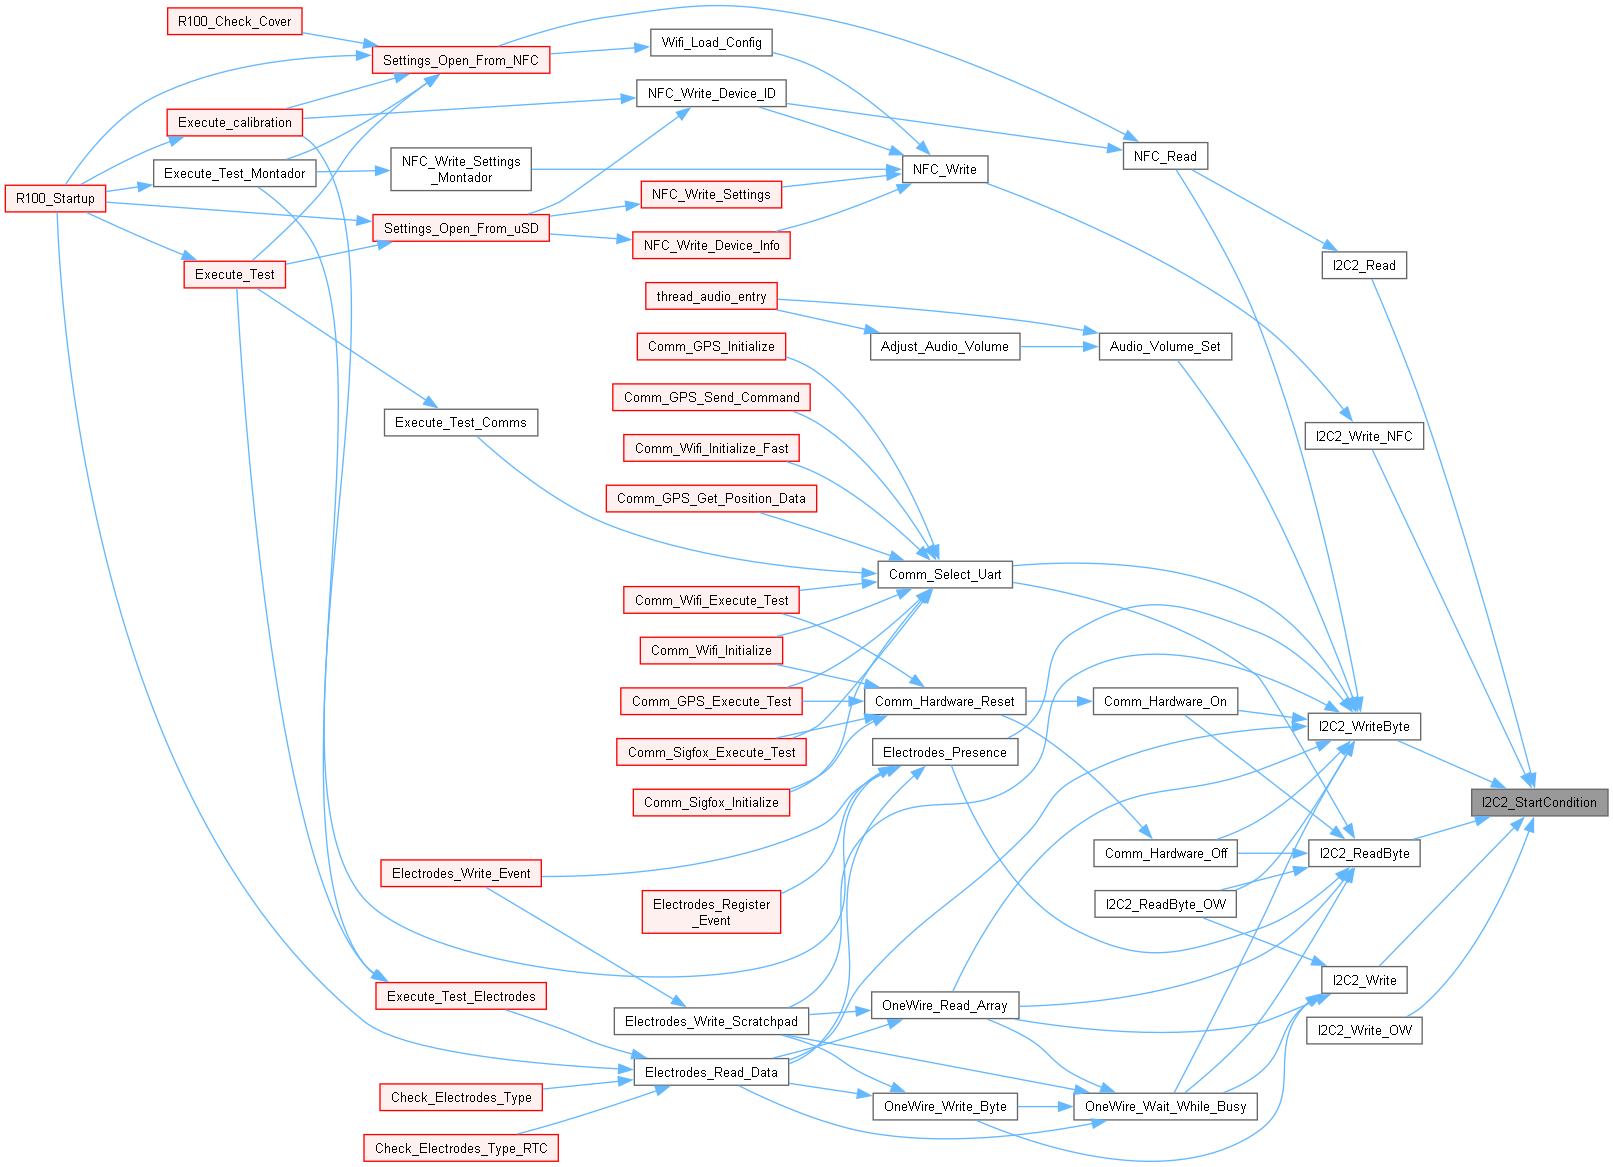 R100_Check_Cover
Settings_Open_From_NFC
Wifi_Load_Config
NFC_Write_Device_ID
Execute_calibration
NFC_Read
NFC_Write_Settings
_Montador
Execute_Test_Montador
NFC_Write
R100_Startup
NFC_Write_Settings
Settings_Open_From_uSD
NFC_Write_Device_Info
Execute_Test
I2C2_Read
thread_audio_entry
Comm_GPS_Initialize
Adjust_Audio_Volume
Audio_Volume_Set
Comm_GPS_Send_Command
Execute_Test_Comms
I2C2_Write_NFC
Comm_Wifi_Initialize_Fast
Comm_GPS_Get_Position_Data
Comm_Select_Uart
Comm_Wifi_Execute_Test
Comm_Wifi_Initialize
Comm_GPS_Execute_Test
Comm_Hardware_Reset
Comm_Hardware_On
I2C2_WriteByte
Comm_Sigfox_Execute_Test
Electrodes_Presence
Comm_Sigfox_Initialize
I2C2_StartCondition
Comm_Hardware_Off
I2C2_ReadByte
Electrodes_Write_Event
I2C2_ReadByte_OW
Electrodes_Register
_Event
I2C2_Write
Execute_Test_Electrodes
OneWire_Read_Array
Electrodes_Write_Scratchpad
I2C2_Write_OW
Electrodes_Read_Data
Check_Electrodes_Type
OneWire_Write_Byte
OneWire_Wait_While_Busy
Check_Electrodes_Type_RTC